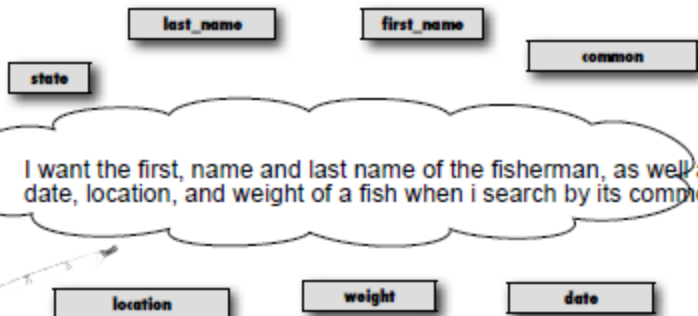 last_name
first_name
common
state
I want the first, name and last name of the fisherman, as well
date, location, and weight of a fish when i search by its
location
weight
date